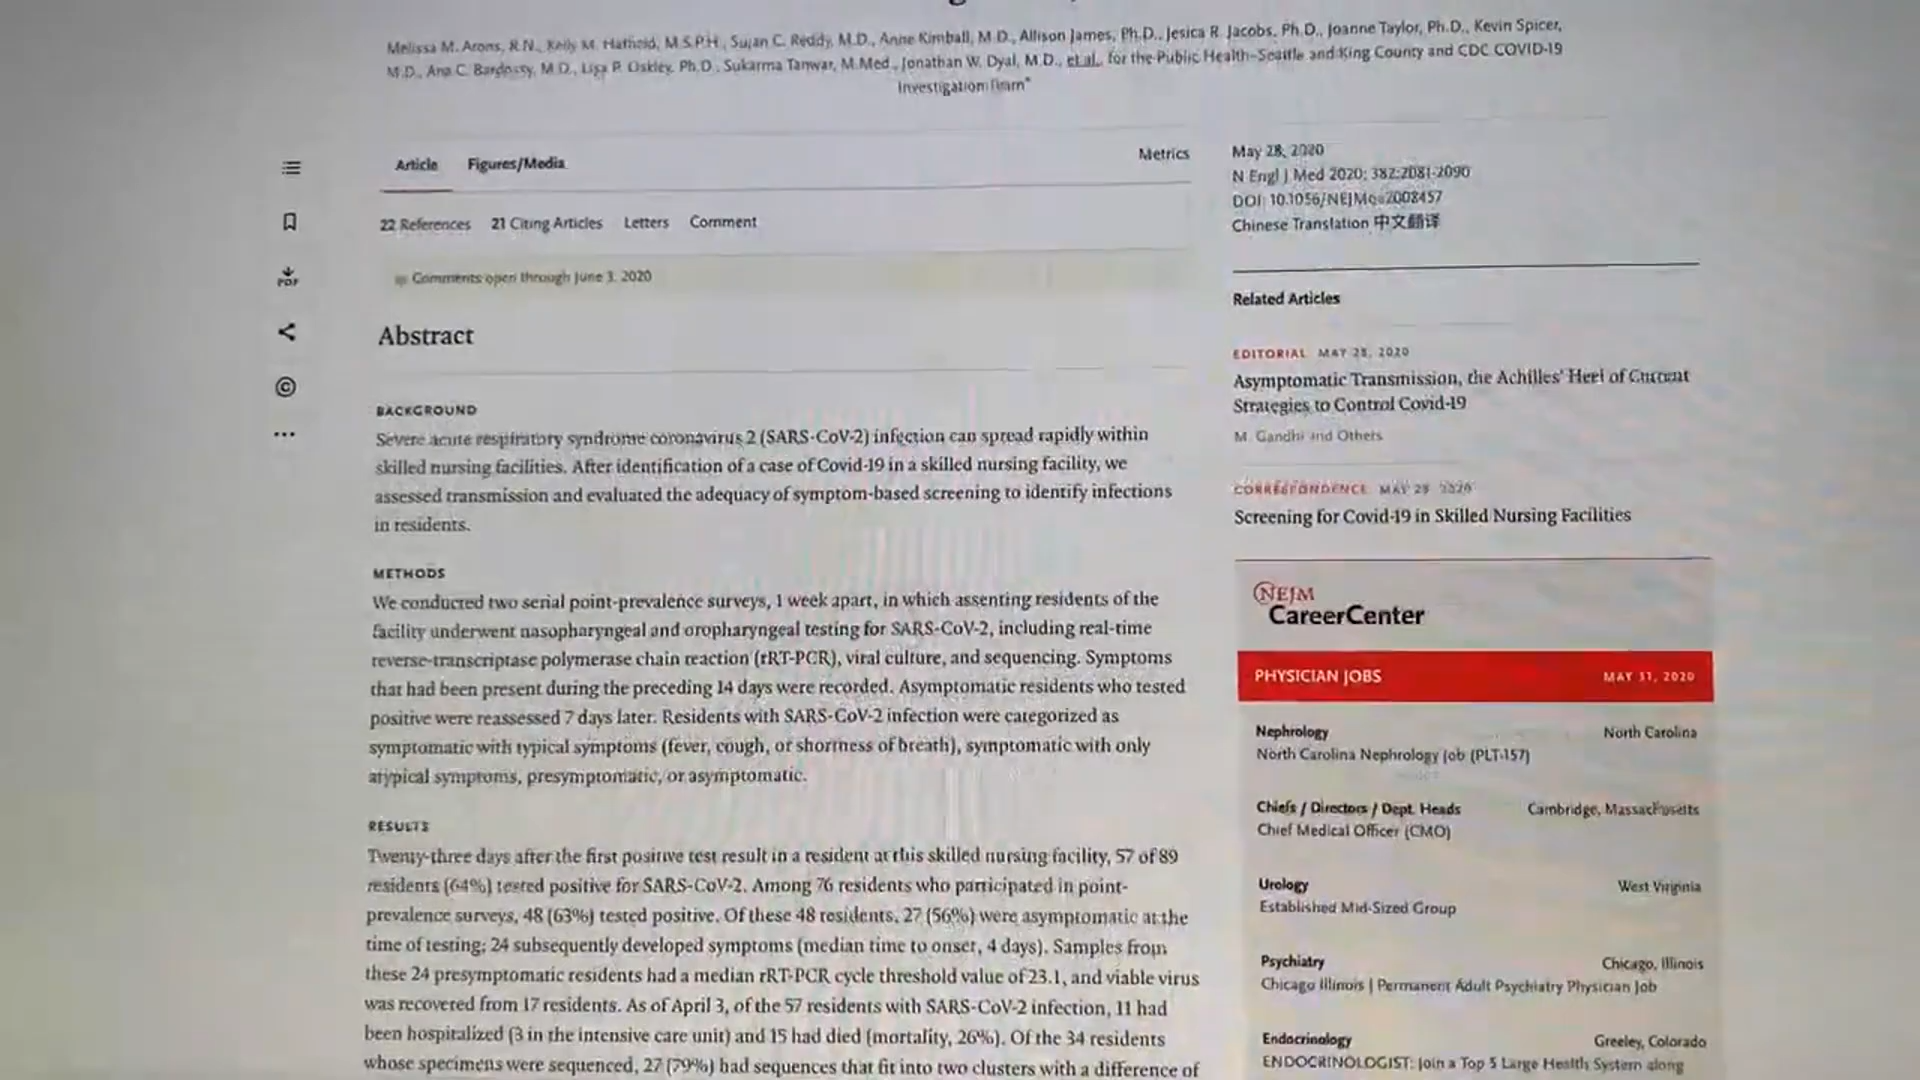 Melissa M. Arons, R.N., Kelly M. Hatfield, M.S.P.H., Sujan C. Reddy, M.D., Anne Kimball, M.D., Allison James, Ph.D., Jesica R. Jacobs, Ph.D., Joanne Taylor, Ph.D., Kevin Spicer,
M.D., Ana C. Bardossy, M.D., Lisa P. Oakley, Ph.D., Sukarma Tanwar, M.Med., Jonathan W. Dyal, M.D., et al., for the Public Health–Seattle and King County and CDC COVID-19
Investigation Team*
Article Figures/Media Metrics
22 References 21 Citing Articles Letters Comment
Comments open through June 3, 2020
Abstract
BACKGROUND
Severe acute respiratory syndrome coronavirus 2 (SARS-CoV-2) infection can spread rapidly within
skilled nursing facilities. After identification of a case of Covid-19 in a skilled nursing facility, we
assessed transmission and evaluated the adequacy of symptom-based screening to identify infections
in residents.
METHODS
We conducted two serial point-prevalence surveys, 1 week apart, in which assenting residents of the
facility underwent nasopharyngeal and oropharyngeal testing for SARS-CoV-2, including real-time
reverse-transcriptase polymerase chain reaction (rRT-PCR), viral culture, and sequencing. Symptoms
that had been present during the preceding 14 days were recorded. Asymptomatic residents who tested
positive were reassessed 7 days later. Residents with SARS-CoV-2 infection were categorized as
symptomatic with typical symptoms (fever, cough, or shortness of breath), symptomatic with only
atypical symptoms, presymptomatic, or asymptomatic.
RESULTS
Twenty-three days after the first positive test result in a resident at this skilled nursing facility, 57 of 89
residents (64%) tested positive for SARS-CoV-2. Among 76 residents who participated in point-
prevalence surveys, 48 (63%) tested positive. Of these 48 residents, 27 (56%) were asymptomatic at the
time of testing; 24 subsequently developed symptoms (median time to onset, 4 days). Samples from
these 24 presymptomatic residents had a median rRT-PCR cycle threshold value of 23.1, and viable virus
was recovered from 17 residents. As of April 3, of the 57 residents with SARS-CoV-2 infection, 11 had
been hospitalized (3 in the intensive care unit) and 15 had died (mortality, 26%). Of the 34 residents
whose specimens were sequenced, 27 (79%) had sequences that fit into two clusters with a difference of
PDF
May 28, 2020
N Engl J Med 2020; 382:2081-2090
DOI: 10.1056/NEJMoa2008457
Chinese Translation 中文翻译
Related Articles
EDITORIAL MAY 28, 2020
Asymptomatic Transmission, the Achilles' Heel of Current
Strategies to Control Covid-19
M. Gandhi and Others
CORRESPONDENCE MAY 28, 2020
Screening for Covid-19 in Skilled Nursing Facilities
NEJM
CareerCenter
PHYSICIAN JOBS MAY 31, 2020
Nephrology North Carolina
North Carolina Nephrology Job (PLT-157)
Chiefs / Directors / Dept. Heads Cambridge, Massachusetts
Chief Medical Officer (CMO)
Urology West Virginia
Established Mid-Sized Group
Psychiatry Chicago, Illinois
Chicago Illinois | Permanent Adult Psychiatry Physician Job
Endocrinology Greeley, Colorado
ENDOCRINOLOGIST: Join a Top 5 Large Health System along